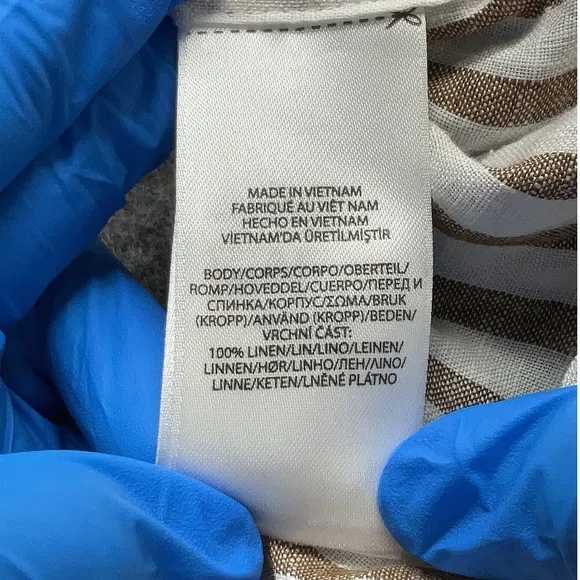 MADE IN VIETNAM
FABRIQUÉ AU VIÊT NAM
HECHO EN VIETNAM
VİETNAM'DA ÜRETİLMİŞTİR
BODY/CORPS/CORPO/OBERTEIL/
ROMP/HOVEDDEL/CUERPO/ПЕРЕД И
СПИНКА/КОРПУС/ΣΩΜΑ/BRUK
(KROPP)/ANVÄND (KROPP)/BEDEN/
VRCHNÍ ČÁST:
100% LINEN/LIN/LINO/LEINEN/
LINNEN/HØR/LINHO/ЛЕН/ΛΙΝΟ/
LINNE/KETEN/LNĚNÉ PLÁTNO